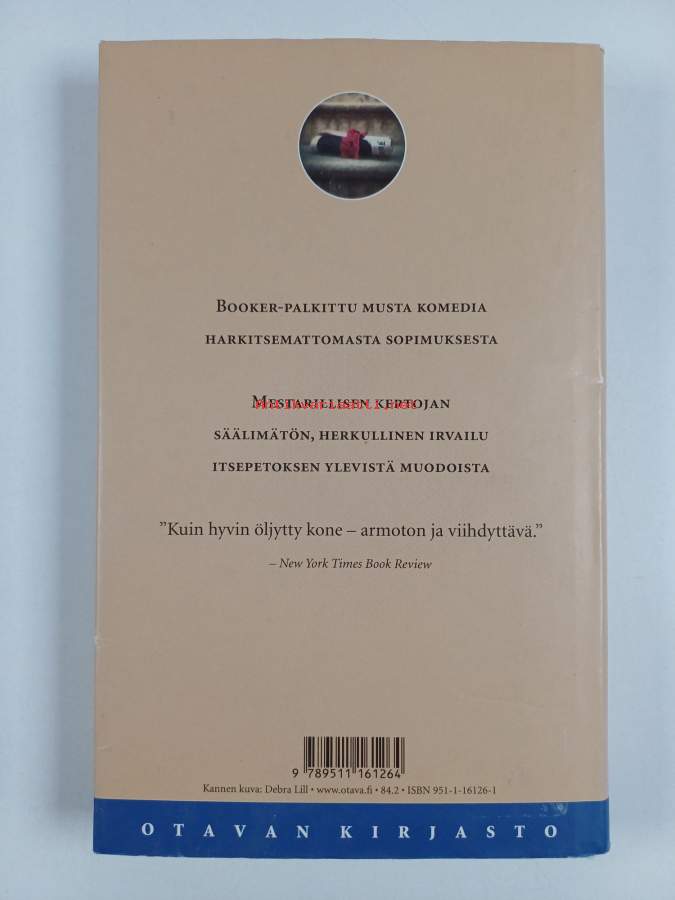 BOOKER-PALKITTU MUSTA KOMEDIA
HARKITSEMATTOMASTA SOPIMUKSESTA
MESTARILLISEN KERTOJAN
antikvariaatti.net
SÄÄLIMÄTÖN, HERKULLINEN IRVAILU
ITSEPETOKSEN YLEVISTÄ MUODOISTA
”Kuin hyvin öljytty kone – armoton ja viihdyttävä.”
– New York Times Book Review
9 789511 161264
Kannen kuva: Debra Lill • www.otava.fi • 84.2 • ISBN 951-1-16126-1
OTAVAN KIRJASTO